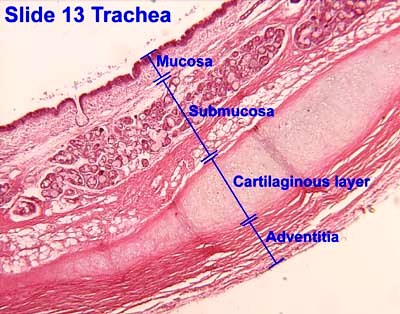 Slide 13 Trachea
Mucosa
Submucosa
Cartilaginous layer
Adventitia